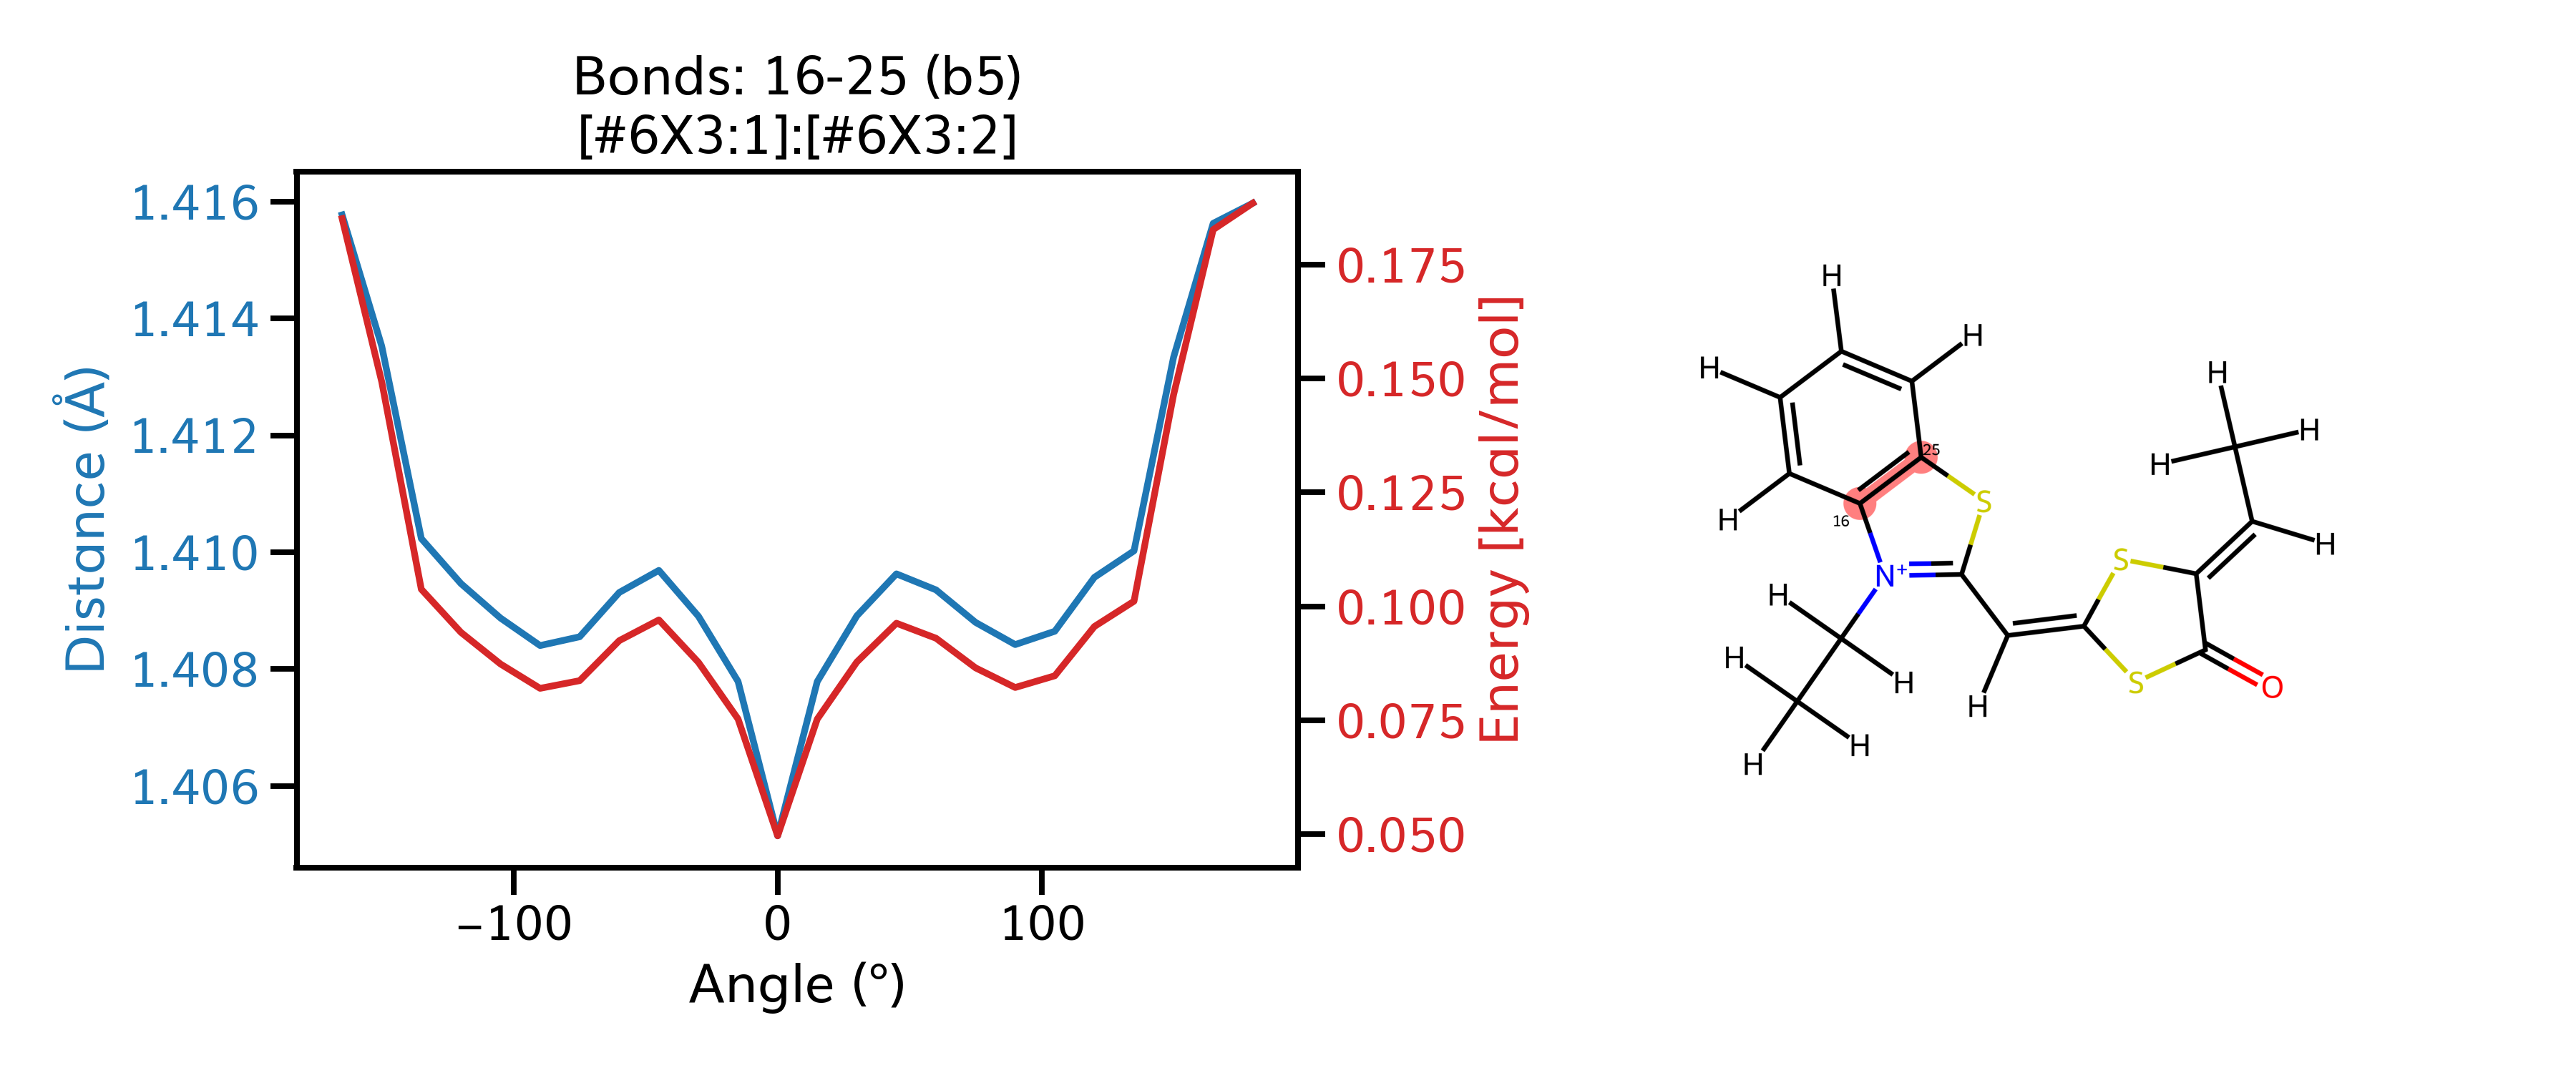 Bonds: 16-25 (b5)
[#6X3:1]:[#6X3:2]
Distance (Å)
1.416
1.414
1.412
1.410
1.408
1.406
0.175
0.150
0.125
0.100
0.075
0.050
Energy [kcal/mol]
−100 0 100
Angle (°)
H
H
H
H
H
25
S
H
H
16
H
S
H
N+
H
H
H
S
O
H
H
H